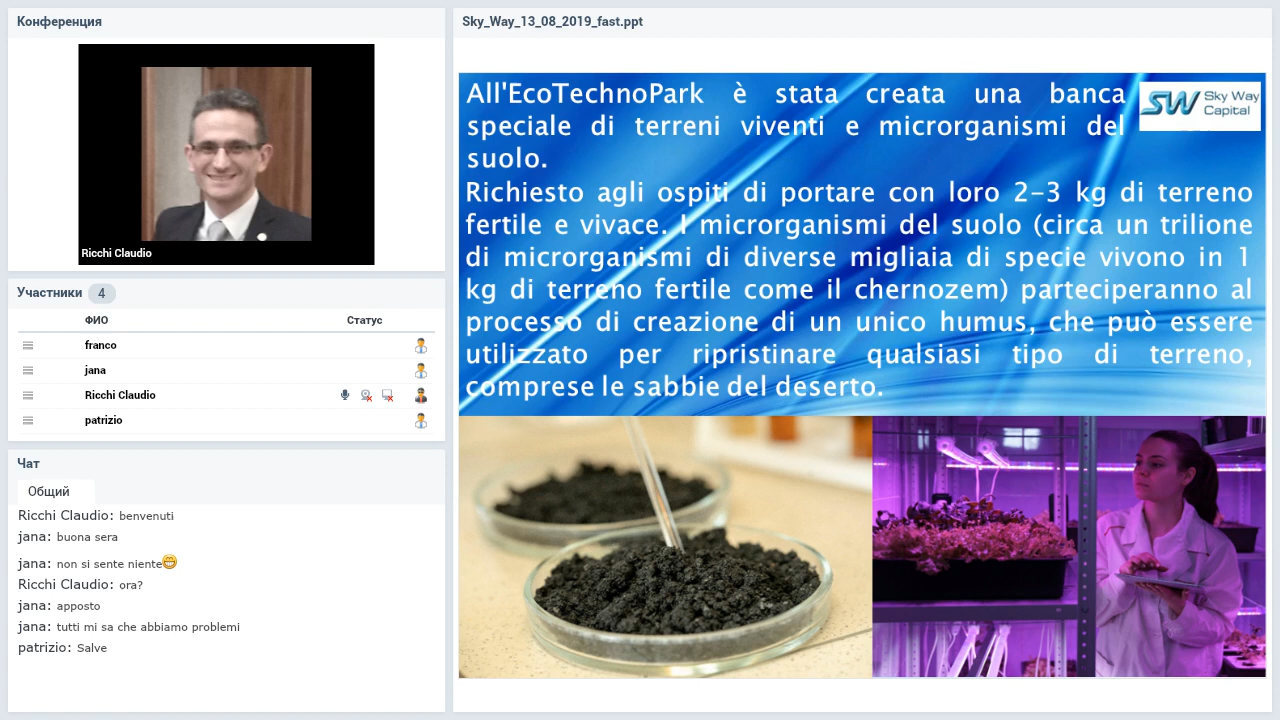 Конференция
Ricchi Claudio
Участники 4
ФИО Статус
franco
jana
Ricchi Claudio
patrizio
Чат
Общий
Ricchi Claudio: benvenuti
jana: buona sera
jana: non si sente niente
Ricchi Claudio: ora?
jana: apposto
jana: tutti mi sa che abbiamo problemi
patrizio: Salve
Sky_Way_13_08_2019_fast.ppt
All'EcoTechnoPark è stata creata una banca
speciale di terreni viventi e microrganismi del
suolo.
SW Sky Way
Capital
Richiesto agli ospiti di portare con loro 2-3 kg di terreno
fertile e vivace. I microrganismi del suolo (circa un trilione
di microrganismi di diverse migliaia di specie vivono in 1
kg di terreno fertile come il chernozem) parteciperanno al
processo di creazione di un unico humus, che può essere
utilizzato per ripristinare qualsiasi tipo di terreno,
comprese le sabbie del deserto.